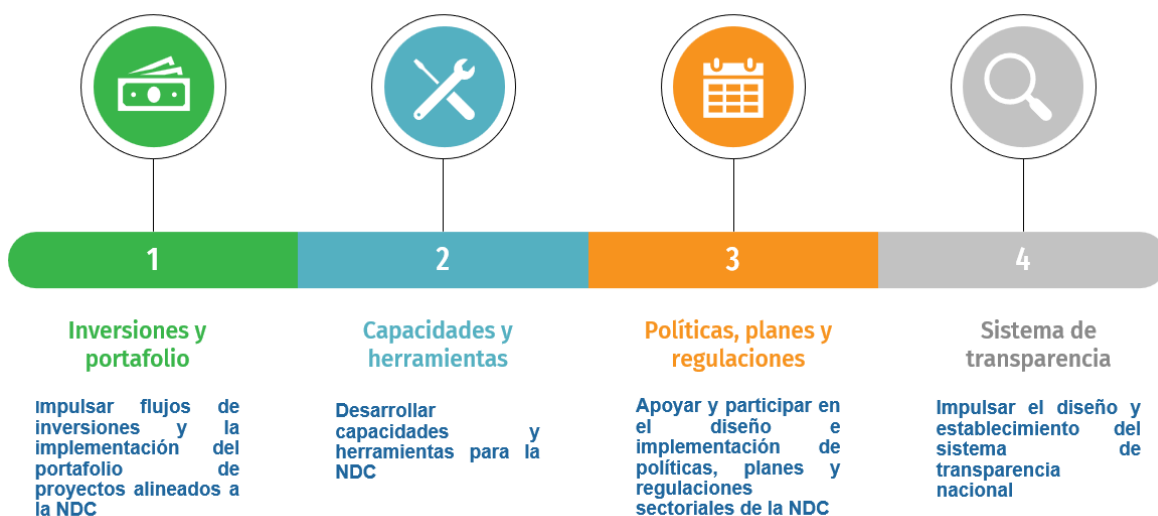 1
2
3
4
Inversiones y
portafolio
Impulsar flujos de
inversiones y la
implementación del
portafolio de
proyectos alineados a
la NDC
Capacidades y
herramientas
Desarrollar
capacidades y
herramientas para la
NDC
Políticas, planes y
regulaciones
Apoyar y participar en
el diseño e
implementación de
políticas, planes y
regulaciones
sectoriales de la NDC
Sistema de
transparencia
Impulsar el diseño y
establecimiento del
sistema de
transparencia
nacional